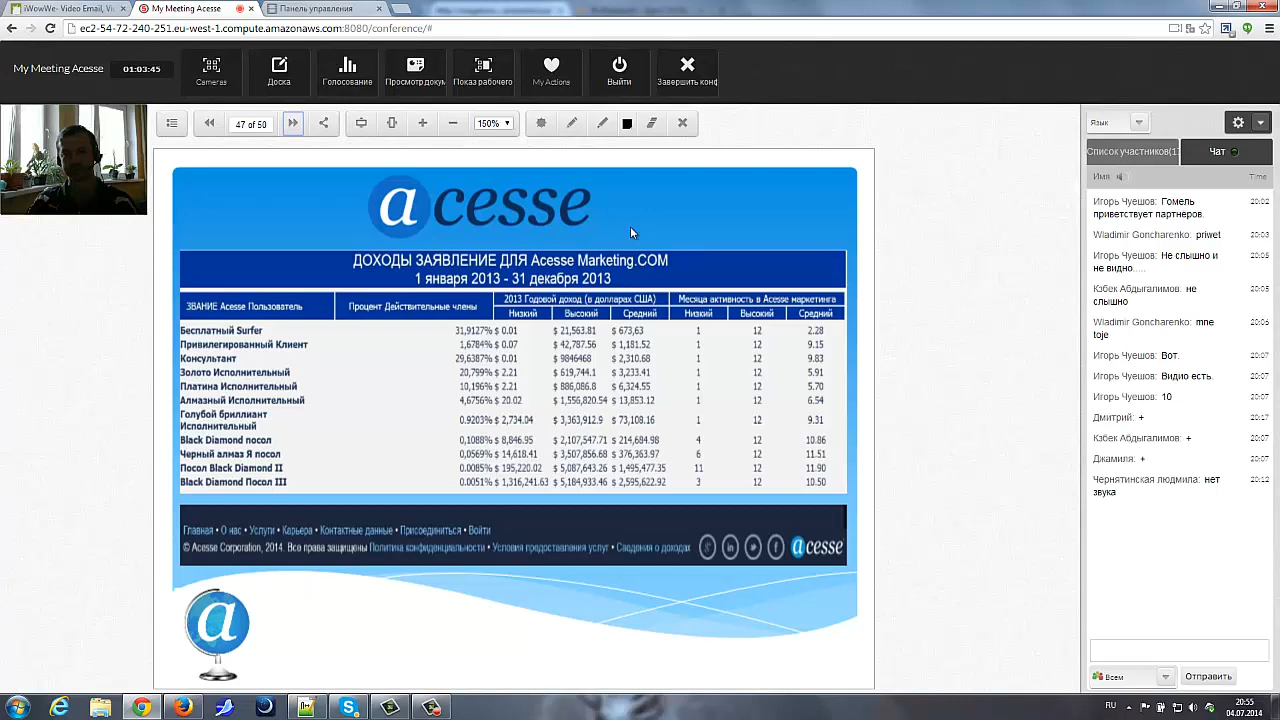 iWowWe- Video Email, Vi
My Meeting Acesse
Панель управления
ec2-54-72-240-251.eu-west-1.compute.amazonaws.com:8080/conference/#
My Meeting Acesse
01:03:45
Cameras
Доска
Голосование
Просмотр докум
Показ рабочего
My Actions
Выйти
Завершить конф
47 of 50
150%
Язык
Список участников(1
Чат
Имя
Time
acesse
ДОХОДЫ ЗАЯВЛЕНИЕ ДЛЯ Acesse Marketing.COM
1 января 2013 - 31 декабря 2013
ЗВАНИЕ Acesse Пользователь Процент Действительные члены 2013 Годовой доход (в долларах США) Месяца активность в Acesse маркетинга
Низкий Высокий Средний Низкий Высокий Средний
Бесплатный Surfer 31,9127% $ 0.01 $ 21,563.81 $ 673,63 1 12 2.28
Привилегированный Клиент 1,6784% $ 0.07 $ 42,787.56 $ 1,181.52 1 12 9.15
Консультант 29,6387% $ 0.01 $ 9846468 $ 2,310.68 1 12 9.83
Золото Исполнительный 20,799% $ 2.21 $ 619,744.1 $ 3,233.41 1 12 5.91
Платина Исполнительный 10,196% $ 2.21 $ 886,086.8 $ 6,324.55 1 12 5.70
Алмазный Исполнительный 4,6756% $ 20.02 $ 1,556,820.54 $ 13,853.12 1 12 6.54
Голубой бриллиант
Исполнительный 0.9203% $ 2,734.04 $ 3,363,912.9 $ 73,108.16 1 12 9.31
Black Diamond посол 0,1088% $ 8,846.95 $ 2,107,547.71 $ 214,684.98 4 12 10.86
Черный алмаз Я посол 0,0569% $ 14,618.41 $ 3,507,856.68 $ 376,363.97 6 12 11.51
Посол Black Diamond II 0.0085% $ 195,220.02 $ 5,087,643.26 $ 1,495,477.35 11 12 11.90
Black Diamond Посол III 0.0051% $ 1,316,241.63 $ 5,184,933.46 $ 2,595,622.92 3 12 10.50
Главная • О нас • Услуги • Карьера • Контактные данные • Присоединиться • Войти
© Acesse Corporation, 2014. Все права защищены Политика конфиденциальности • Условия предоставления услуг • Сведения о доходах
acesse
a
Игорь Чуешов: Гомель 20:02
приветствует партнёров.
Wladimir Goncharenko: priwet 20:03
Игорь Чуешов: Не слышно и 20:05
не видно.....
Кзбек Абдыгалимов: не 20:05
слышно
Wladimir Goncharenko: mne 20:06
toje
Игорь Чуешов: Вот. 20:07
Игорь Чуешов: Видио есть. 20:07
Игорь Чуешов: 10 20:07
Дмитрий: + 20:17
Кзбек Абдыгалимов: + 20:17
Джамиля: + 20:17
Чернятинская людмила: нет 20:27
звука
Всем
Отправить
RU
20:55
04.07.2014